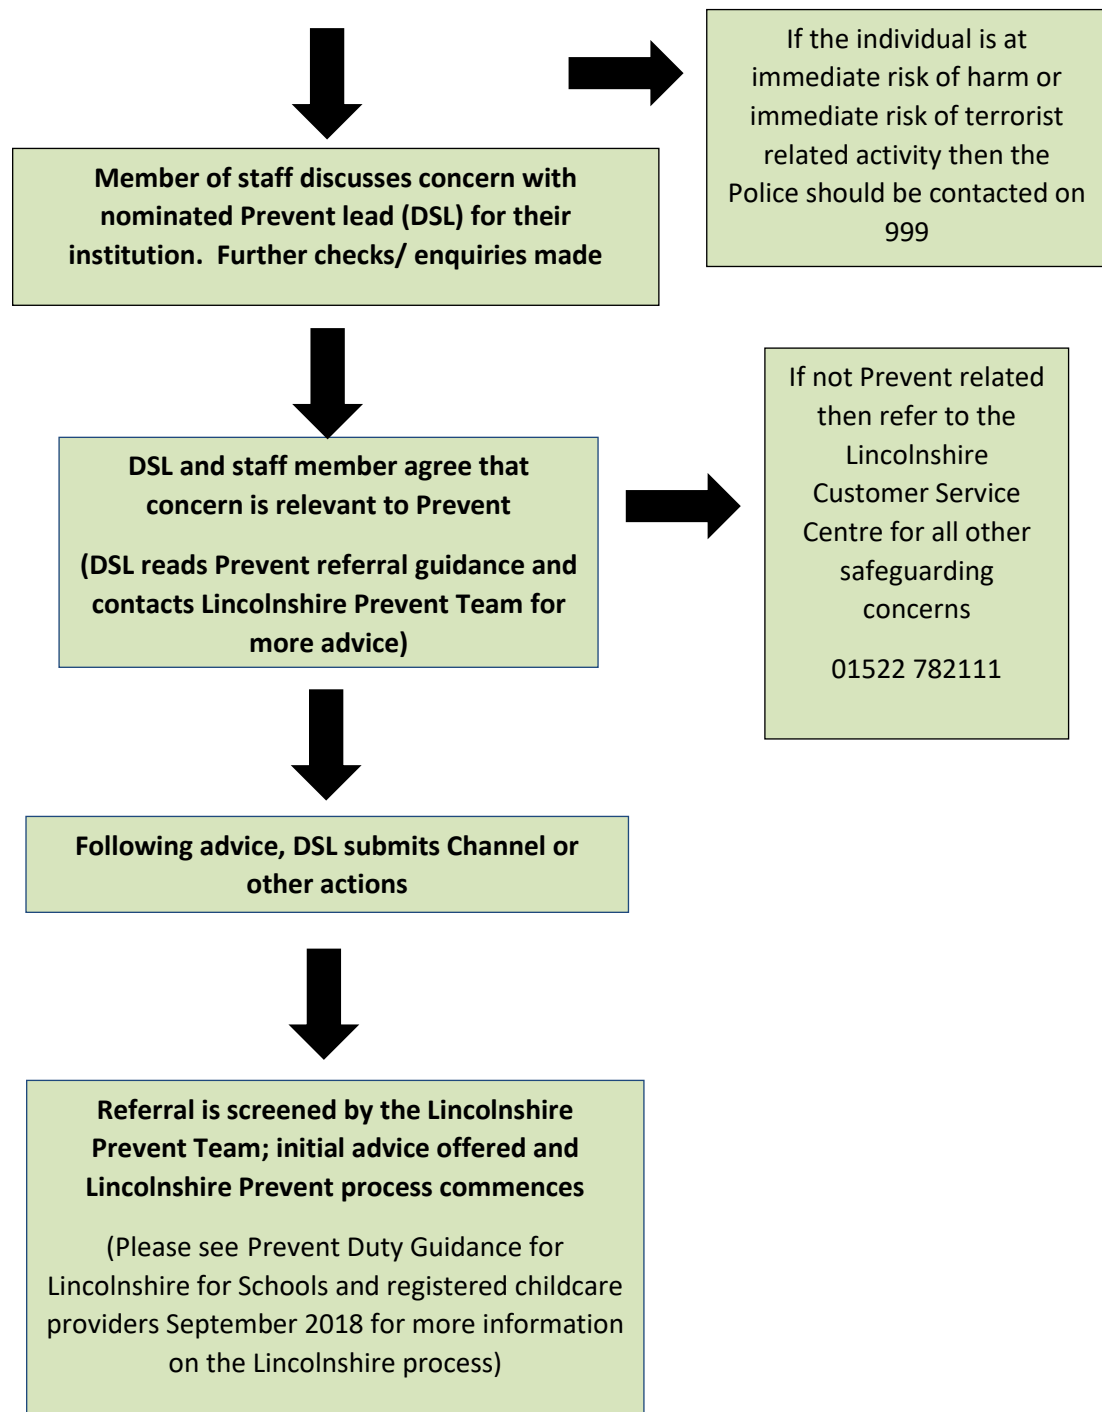 If the individual is at
immediate risk of harm or
immediate risk of terrorist
related activity then the
Police should be contacted on
999
Member of staff discusses concern with
nominated Prevent lead (DSL) for their
institution.  Further checks/ enquiries made
If not Prevent related
then refer to the
Lincolnshire
Customer Service
Centre for all other
safeguarding
concerns
01522 782111
DSL and staff member agree that
concern is relevant to Prevent
(DSL reads Prevent referral guidance and
contacts Lincolnshire Prevent Team for
more advice)
Following advice, DSL submits Channel or
other actions
Referral is screened by the Lincolnshire
Prevent Team; initial advice offered and
Lincolnshire Prevent process commences
(Please see Prevent Duty Guidance for
Lincolnshire for Schools and registered childcare
providers September 2018 for more information
on the Lincolnshire process)